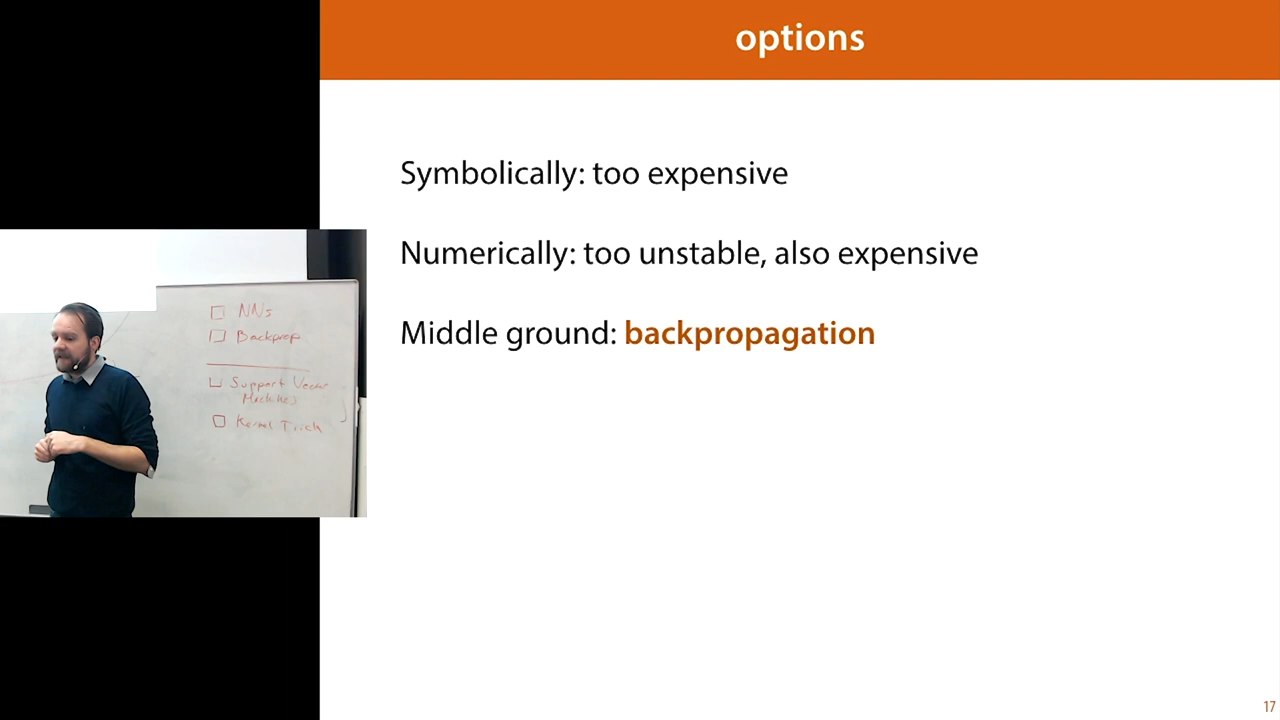 options
Symbolically: too expensive
Numerically: too unstable, also expensive
Middle ground: backpropagation
NNs
Backprop
Support Vector
Machines
Kernel Trick
17